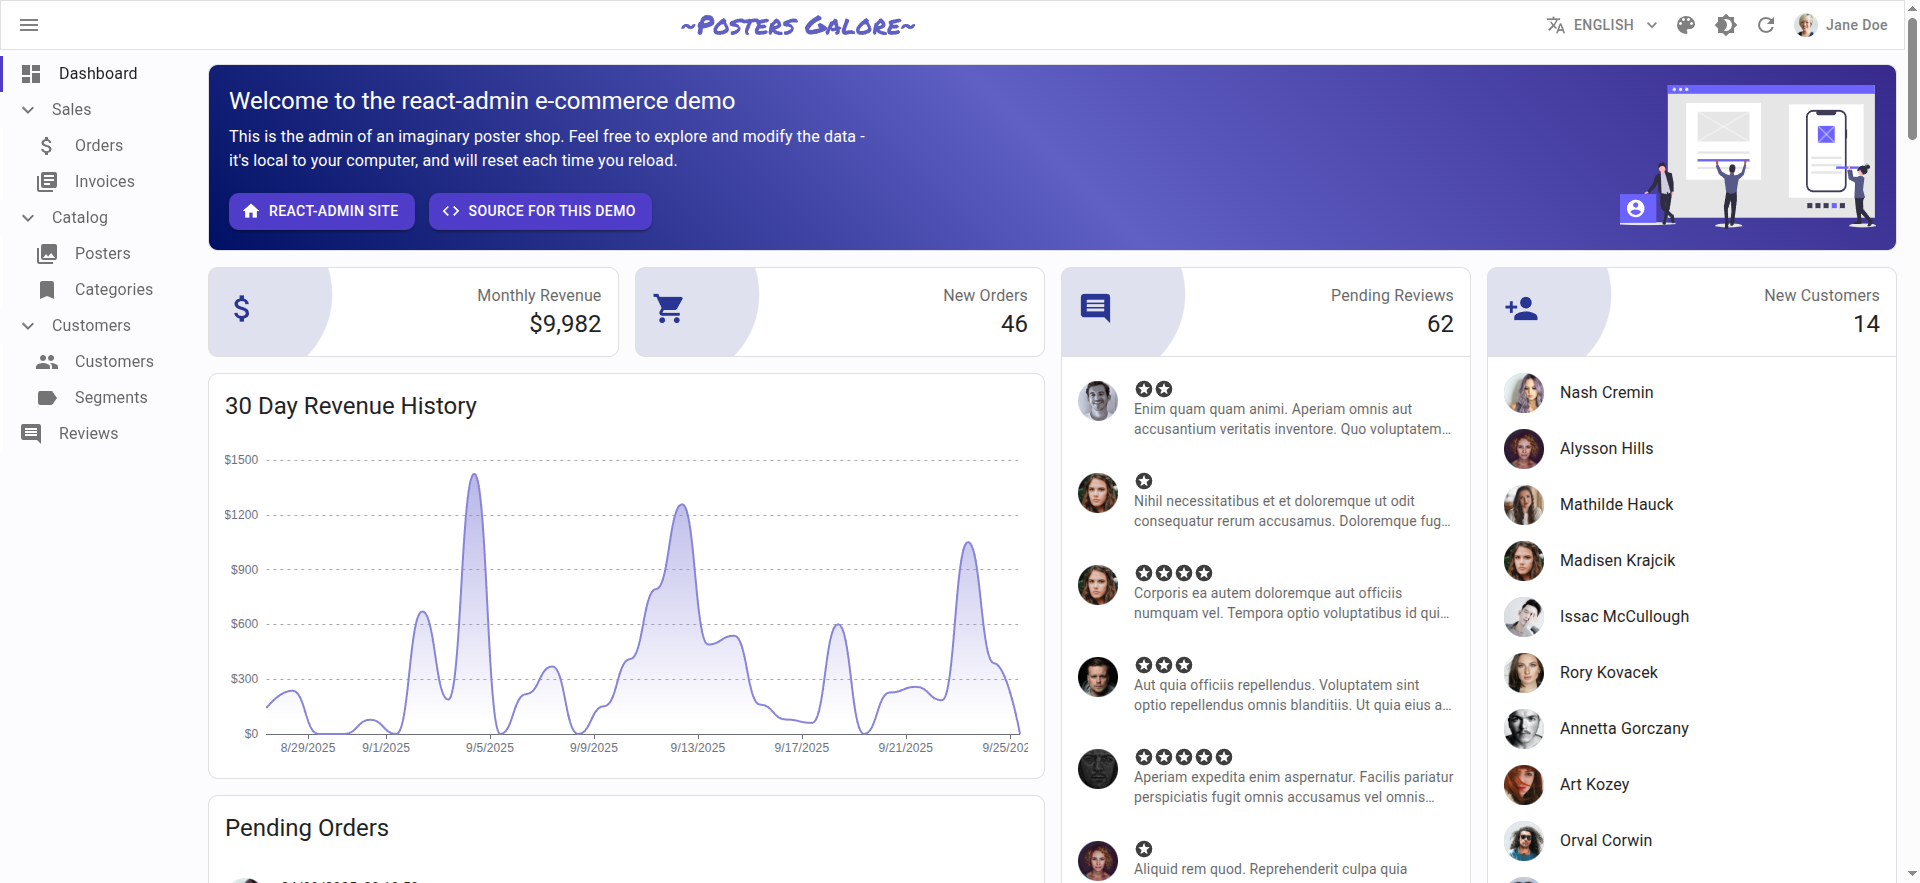 ~Posters Galore~
ENGLISH
Jane Doe
Dashboard
Sales
Orders
Invoices
Catalog
Posters
Categories
Customers
Customers
Segments
Reviews
Welcome to the react-admin e-commerce demo
This is the admin of an imaginary poster shop. Feel free to explore and modify the data -
it's local to your computer, and will reset each time you reload.
REACT-ADMIN SITE
SOURCE FOR THIS DEMO
Monthly Revenue
$9,982
New Orders
46
30 Day Revenue History
$1500
$1200
$900
$600
$300
$0
8/29/2025
9/1/2025
9/5/2025
9/9/2025
9/13/2025
9/17/2025
9/21/2025
9/25/202
Pending Orders
Pending Reviews
62
Enim quam quam animi. Aperiam omnis aut
accusantium veritatis inventore. Quo voluptatem...
Nihil necessitatibus et et doloremque ut odit
consequatur rerum accusamus. Doloremque fug...
Corporis ea autem doloremque aut officiis
numquam vel. Tempora optio voluptatibus id qui...
Aut quia officiis repellendus. Voluptatem sint
optio repellendus omnis blanditiis. Ut quia eius a...
Aperiam expedita enim aspernatur. Facilis pariatur
perspiciatis fugit omnis accusamus vel omnis...
Aliquid rem quod. Reprehenderit culpa quia
New Customers
14
Nash Cremin
Alysson Hills
Mathilde Hauck
Madisen Krajcik
Issac McCullough
Rory Kovacek
Annetta Gorczany
Art Kozey
Orval Corwin